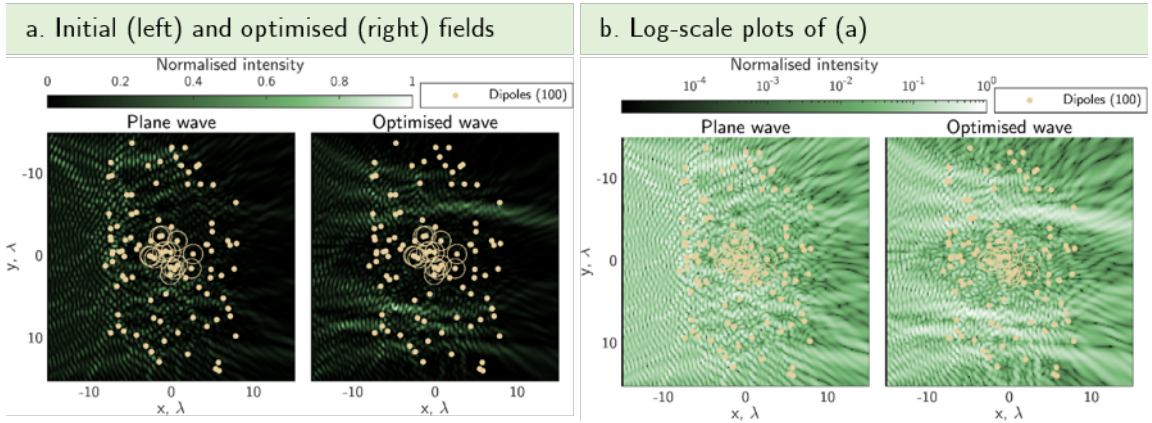 a. Initial (left) and optimised (right) fields
Normalised intensity
0 0.2 0.4 0.6 0.8 1
Dipoles (100)
Plane wave
Optimised wave
-10
0
10
y, λ
-10 0 10
x, λ
-10 0 10
x, λ
b. Log-scale plots of (a)
Normalised intensity
10⁻⁴ 10⁻³ 10⁻² 10⁻¹ 10⁰
Dipoles (100)
Plane wave
Optimised wave
-10
0
10
y, λ
-10 0 10
x, λ
-10 0 10
x, λ